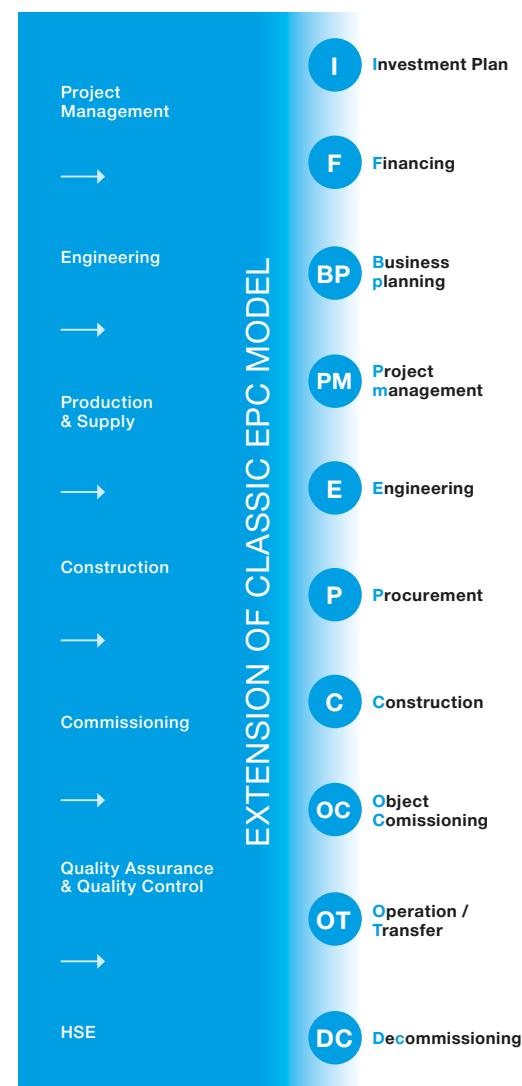 Project
Management
Engineering
Production
& Supply
Construction
Commissioning
Quality Assurance
& Quality Control
HSE
EXTENSION OF CLASSIC EPC MODEL
I
Investment Plan
F
Financing
BP
Business
planning
PM
Project
management
E
Engineering
P
Procurement
C
Construction
OC
Object
Comissioning
OT
Operation /
Transfer
DC
Decommissioning